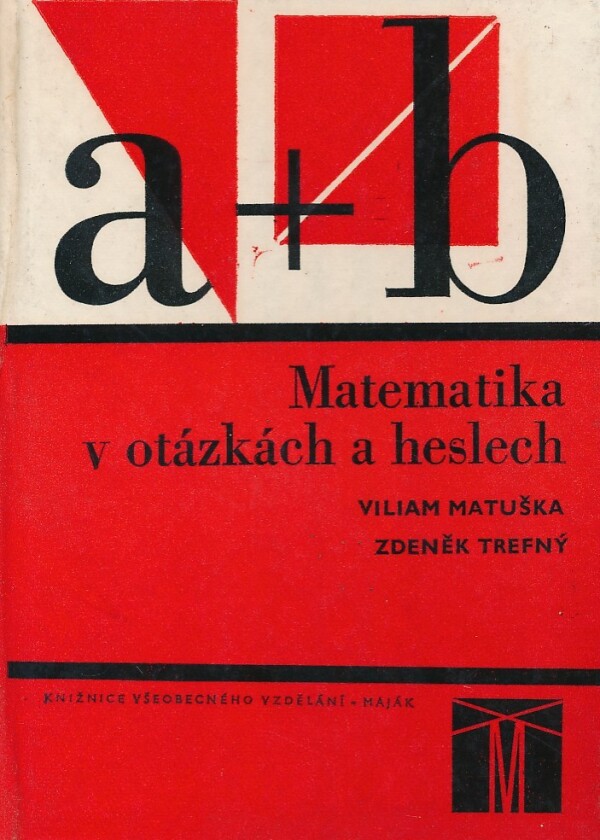 a+b
Matematika
v otázkách a heslech
VILIAM MATUŠKA
ZDENĚK TREFNÝ
KNIŽNICE VŠEOBECNÉHO VZDĚLÁNÍ • MAJÁK
M